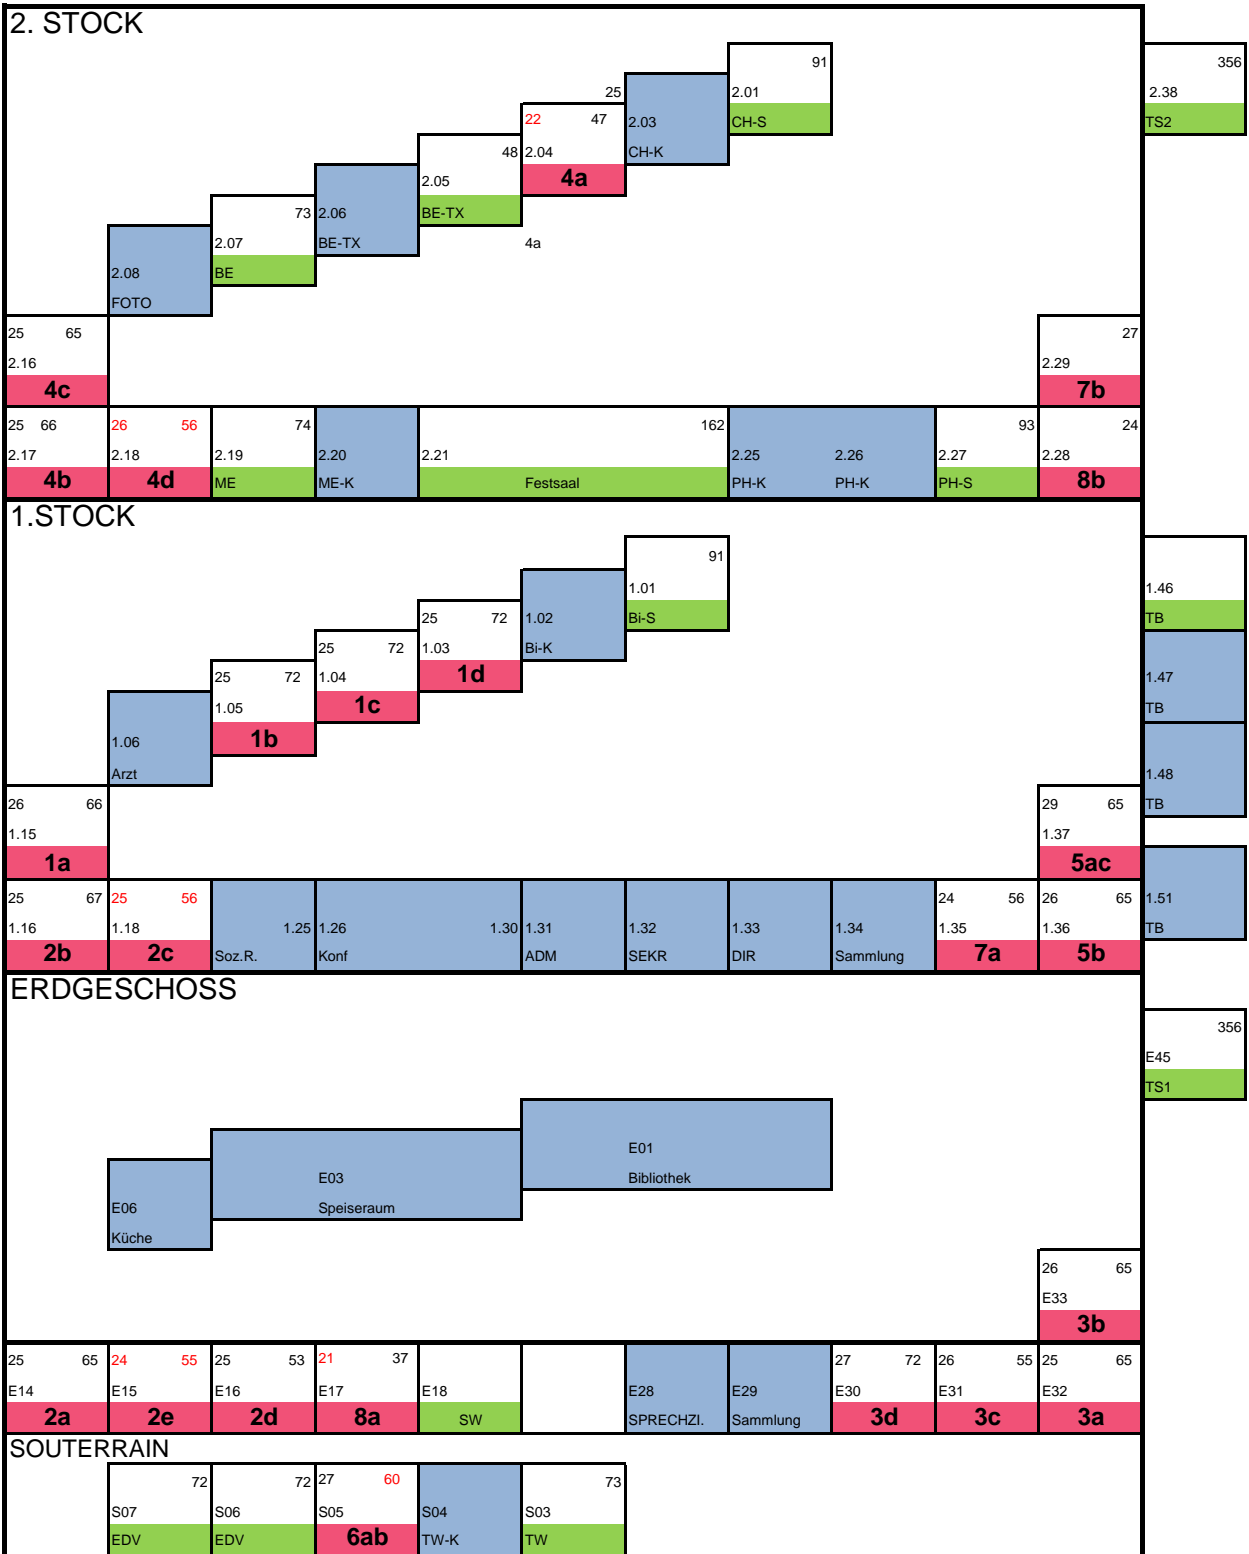 2. STOCK
91
356
25
2.01
2.38
22 47
2.03
CH-S
TS2
48
2.04
CH-K
2.05
4a
73
2.06
BE-TX
2.07
BE-TX
4a
2.08
BE
FOTO
25 65
27
2.16
2.29
4c
7b
25 66
26 56
74
162
93
24
2.17
2.18
2.19
2.20
2.21
2.25
2.26
2.27
2.28
4b
4d
ME
ME-K
Festsaal
PH-K
PH-K
PH-S
8b
1.STOCK
91
1.01
1.46
25 72
1.02
Bi-S
TB
25 72
1.03
Bi-K
25 72
1.04
1d
1.47
1.05
1c
TB
1.06
1b
Arzt
1.48
26 66
29 65
TB
1.15
1.37
1a
5ac
25 67
25 56
24 56
26 65
1.51
1.16
1.18
1.25
1.26
1.30
1.31
1.32
1.33
1.34
1.35
1.36
TB
2b
2c
Soz.R.
Konf
ADM
SEKR
DIR
Sammlung
7a
5b
ERDGESCHOSS
356
E45
TS1
E01
E03
Bibliothek
E06
Speiseraum
Küche
26 65
E33
3b
25 65
24 55
25 53
21 37
27 72
26 55
25 65
E14
E15
E16
E17
E18
E28
E29
E30
E31
E32
2a
2e
2d
8a
SW
SPRECHZI.
Sammlung
3d
3c
3a
SOUTERRAIN
72
72
27 60
73
S07
S06
S05
S04
S03
EDV
EDV
6ab
TW-K
TW